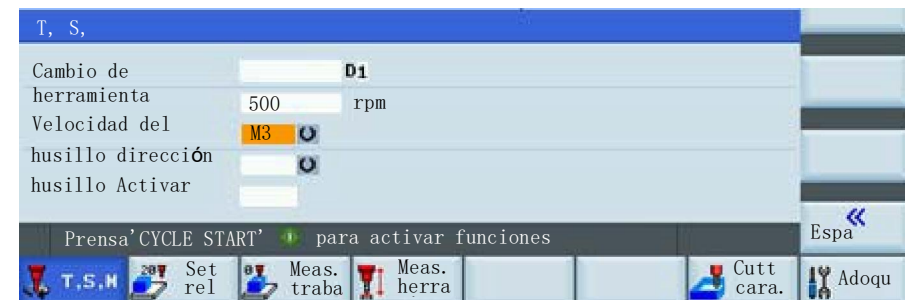 T, S,
Cambio de
herramienta
D1
Velocidad del
500 rpm
husillo dirección
M3
husillo Activar
Prensa'CYCLE START' para activar funciones
Espa
T,S,M
Set
rel
Meas.
traba
Meas.
herra
Cutt
cara.
Adoqu